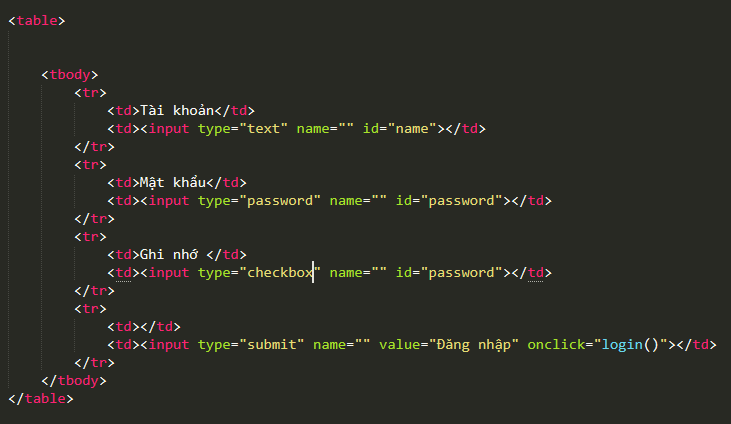 <table>
<tbody>
<tr>
<td>Tài khoản</td>
<td><input type="text" name="" id="name"></td>
</tr>
<tr>
<td>Mật khẩu</td>
<td><input type="password" name="" id="password"></td>
</tr>
<tr>
<td>Ghi nhớ </td>
<td><input type="checkbox" name="" id="password"></td>
</tr>
<tr>
<td></td>
<td><input type="submit" name="" value="Đăng nhập" onclick="login()"></td>
</tr>
</tbody>
</table>